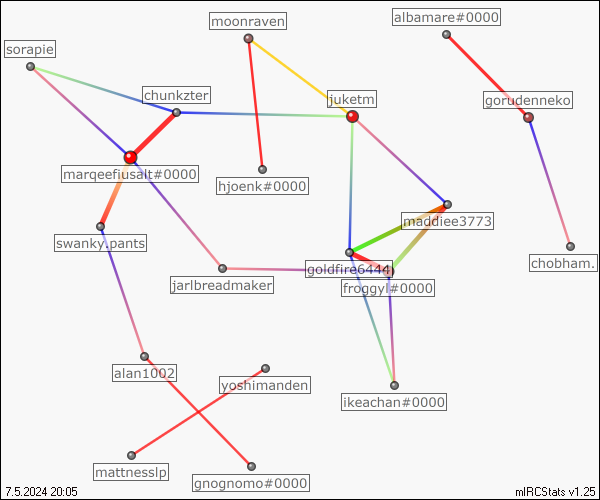 moonraven
albamare#0000
sorapie
chunkzter
juketm
gorudenneko
marqeefiusalt#0000
hjoenk#0000
maddiee3773
swanky.pants
chobham.
goldfire6444
jarlbreadmaker
froggyl#0000
alan1002
yoshimanden
ikeachan#0000
mattnesslp
gnognomo#0000
7.5.2024 20:05
mIRCStats v1.25